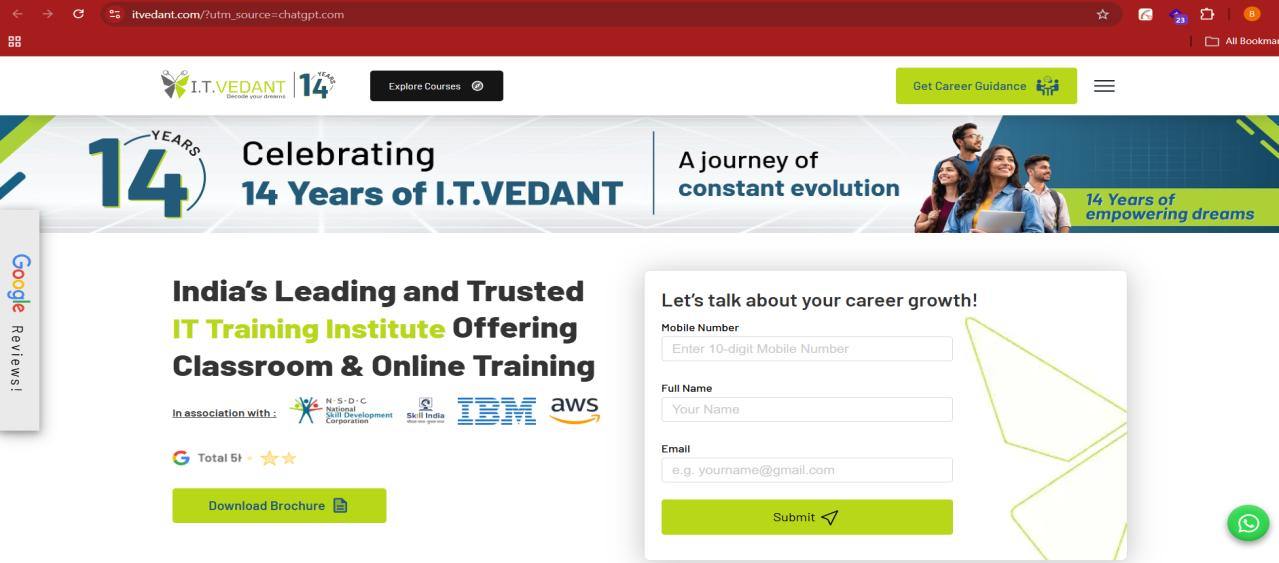 itvedant.com/?utm_source=chatgpt.com
23
B
All Bookmar
I.T.VEDANT
Decode your dreams
14
YEARS
Explore Courses
Get Career Guidance
14
YEARS
Celebrating
14 Years of I.T.VEDANT
A journey of
constant evolution
14 Years of
empowering dreams
Google Reviews!
India's Leading and Trusted
IT Training Institute Offering
Classroom & Online Training
In association with :
N·S·D·C
National
Skill Development
Corporation
Skill India
IBM
aws
Total 5
Download Brochure
Let's talk about your career growth!
Mobile Number
Enter 10-digit Mobile Number
Full Name
Your Name
Email
e.g. yourname@gmail.com
Submit